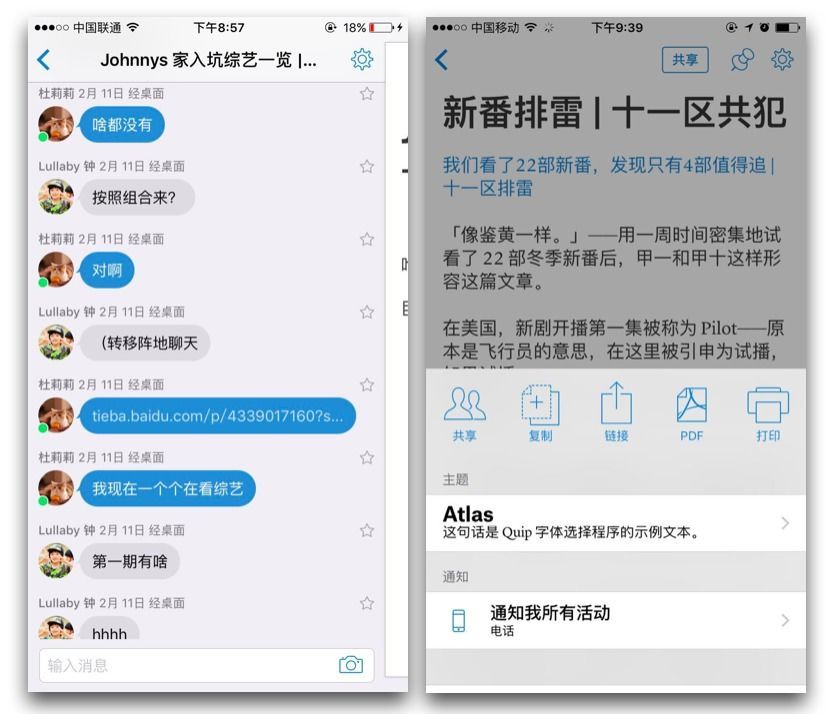 ●●●○○ 中国联通 下午8:57 18%
Johnnys 家入坑综艺一览 |...
杜莉莉 2月 11日 经桌面
啥都没有
Lullaby 钟 2月 11日 经桌面
按照组合来?
杜莉莉 2月 11日 经桌面
对啊
Lullaby 钟 2月 11日 经桌面
（转移阵地聊天
杜莉莉 2月 11日 经桌面
tieba.baidu.com/p/4339017160?s...
杜莉莉 2月 11日 经桌面
我现在一个个在看综艺
Lullaby 钟 2月 11日 经桌面
第一期有啥
Lullaby 钟 2月 11日 经桌面
hhhh
输入消息
●●●○○ 中国移动 下午9:39
共享
新番排雷 | 十一区共犯
我们看了22部新番，发现只有4部值得追 |
十一区排雷
「像鉴黄一样。」——用一周时间密集地试
看了 22 部冬季新番后，甲一和甲十这样形
容这篇文章。
在美国，新剧开播第一集被称为 Pilot——原
本是飞行员的意思，在这里被引申为试播，
共享 复制 链接 PDF 打印
主题
Atlas
这句话是 Quip 字体选择程序的示例文本。
通知
通知我所有活动
电话